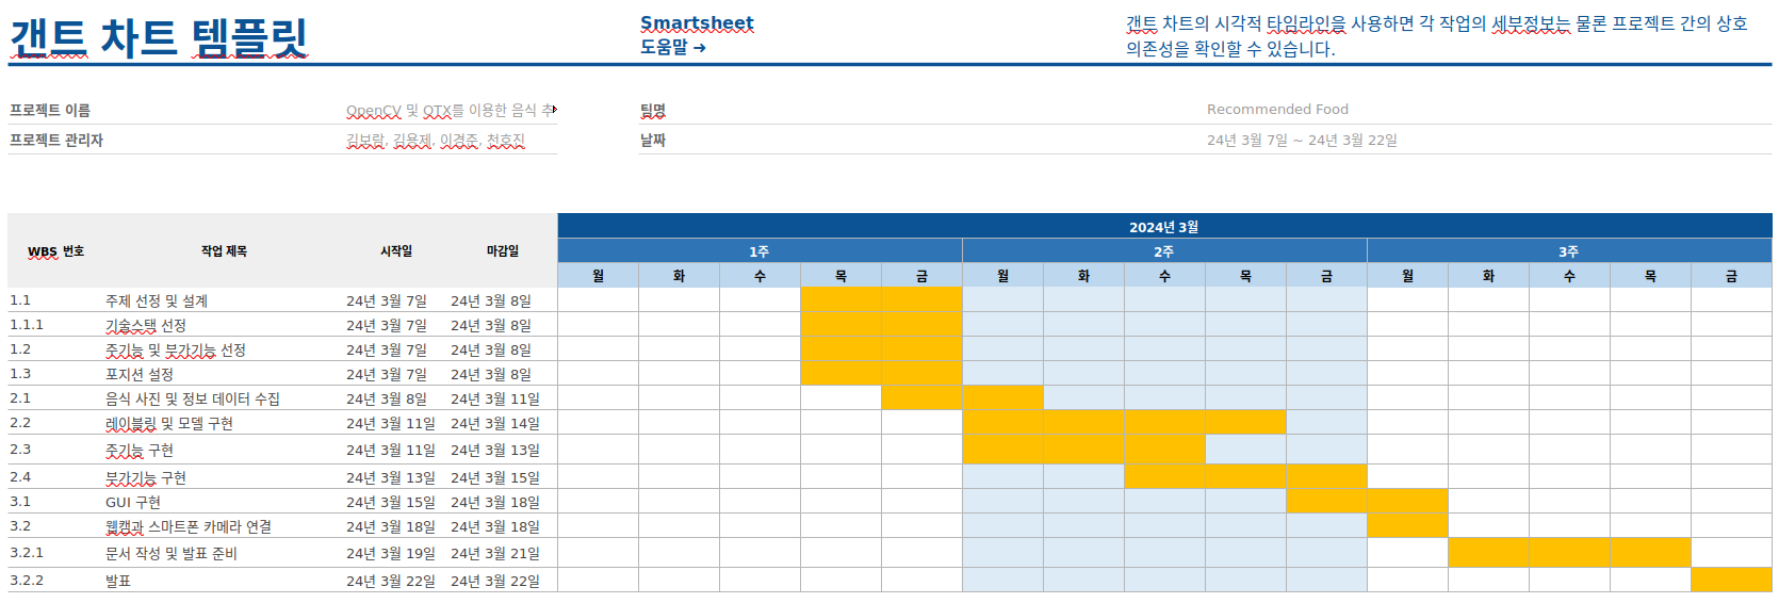 갠트 차트 템플릿
Smartsheet
도움말 →
갠트 차트의 시각적 타임라인을 사용하면 각 작업의 세부정보는 물론 프로젝트 간의 상호
의존성을 확인할 수 있습니다.
프로젝트 이름 OpenCV 및 OTX를 이용한 음식 추 팀명 Recommended Food
프로젝트 관리자 김보람, 김용제, 이경준, 천호진 날짜 24년 3월 7일 ~ 24년 3월 22일
2024년 3월
WBS 번호 작업 제목 시작일 마감일 1주 2주 3주
월 화 수 목 금 월 화 수 목 금 월 화 수 목 금
1.1 주제 선정 및 설계 24년 3월 7일 24년 3월 8일
1.1.1 기술스택 선정 24년 3월 7일 24년 3월 8일
1.2 주기능 및 부가기능 선정 24년 3월 7일 24년 3월 8일
1.3 포지션 설정 24년 3월 7일 24년 3월 8일
2.1 음식 사진 및 정보 데이터 수집 24년 3월 8일 24년 3월 11일
2.2 레이블링 및 모델 구현 24년 3월 11일 24년 3월 14일
2.3 주기능 구현 24년 3월 11일 24년 3월 13일
2.4 부가기능 구현 24년 3월 13일 24년 3월 15일
3.1 GUI 구현 24년 3월 15일 24년 3월 18일
3.2 웹캠과 스마트폰 카메라 연결 24년 3월 18일 24년 3월 18일
3.2.1 문서 작성 및 발표 준비 24년 3월 19일 24년 3월 21일
3.2.2 발표 24년 3월 22일 24년 3월 22일